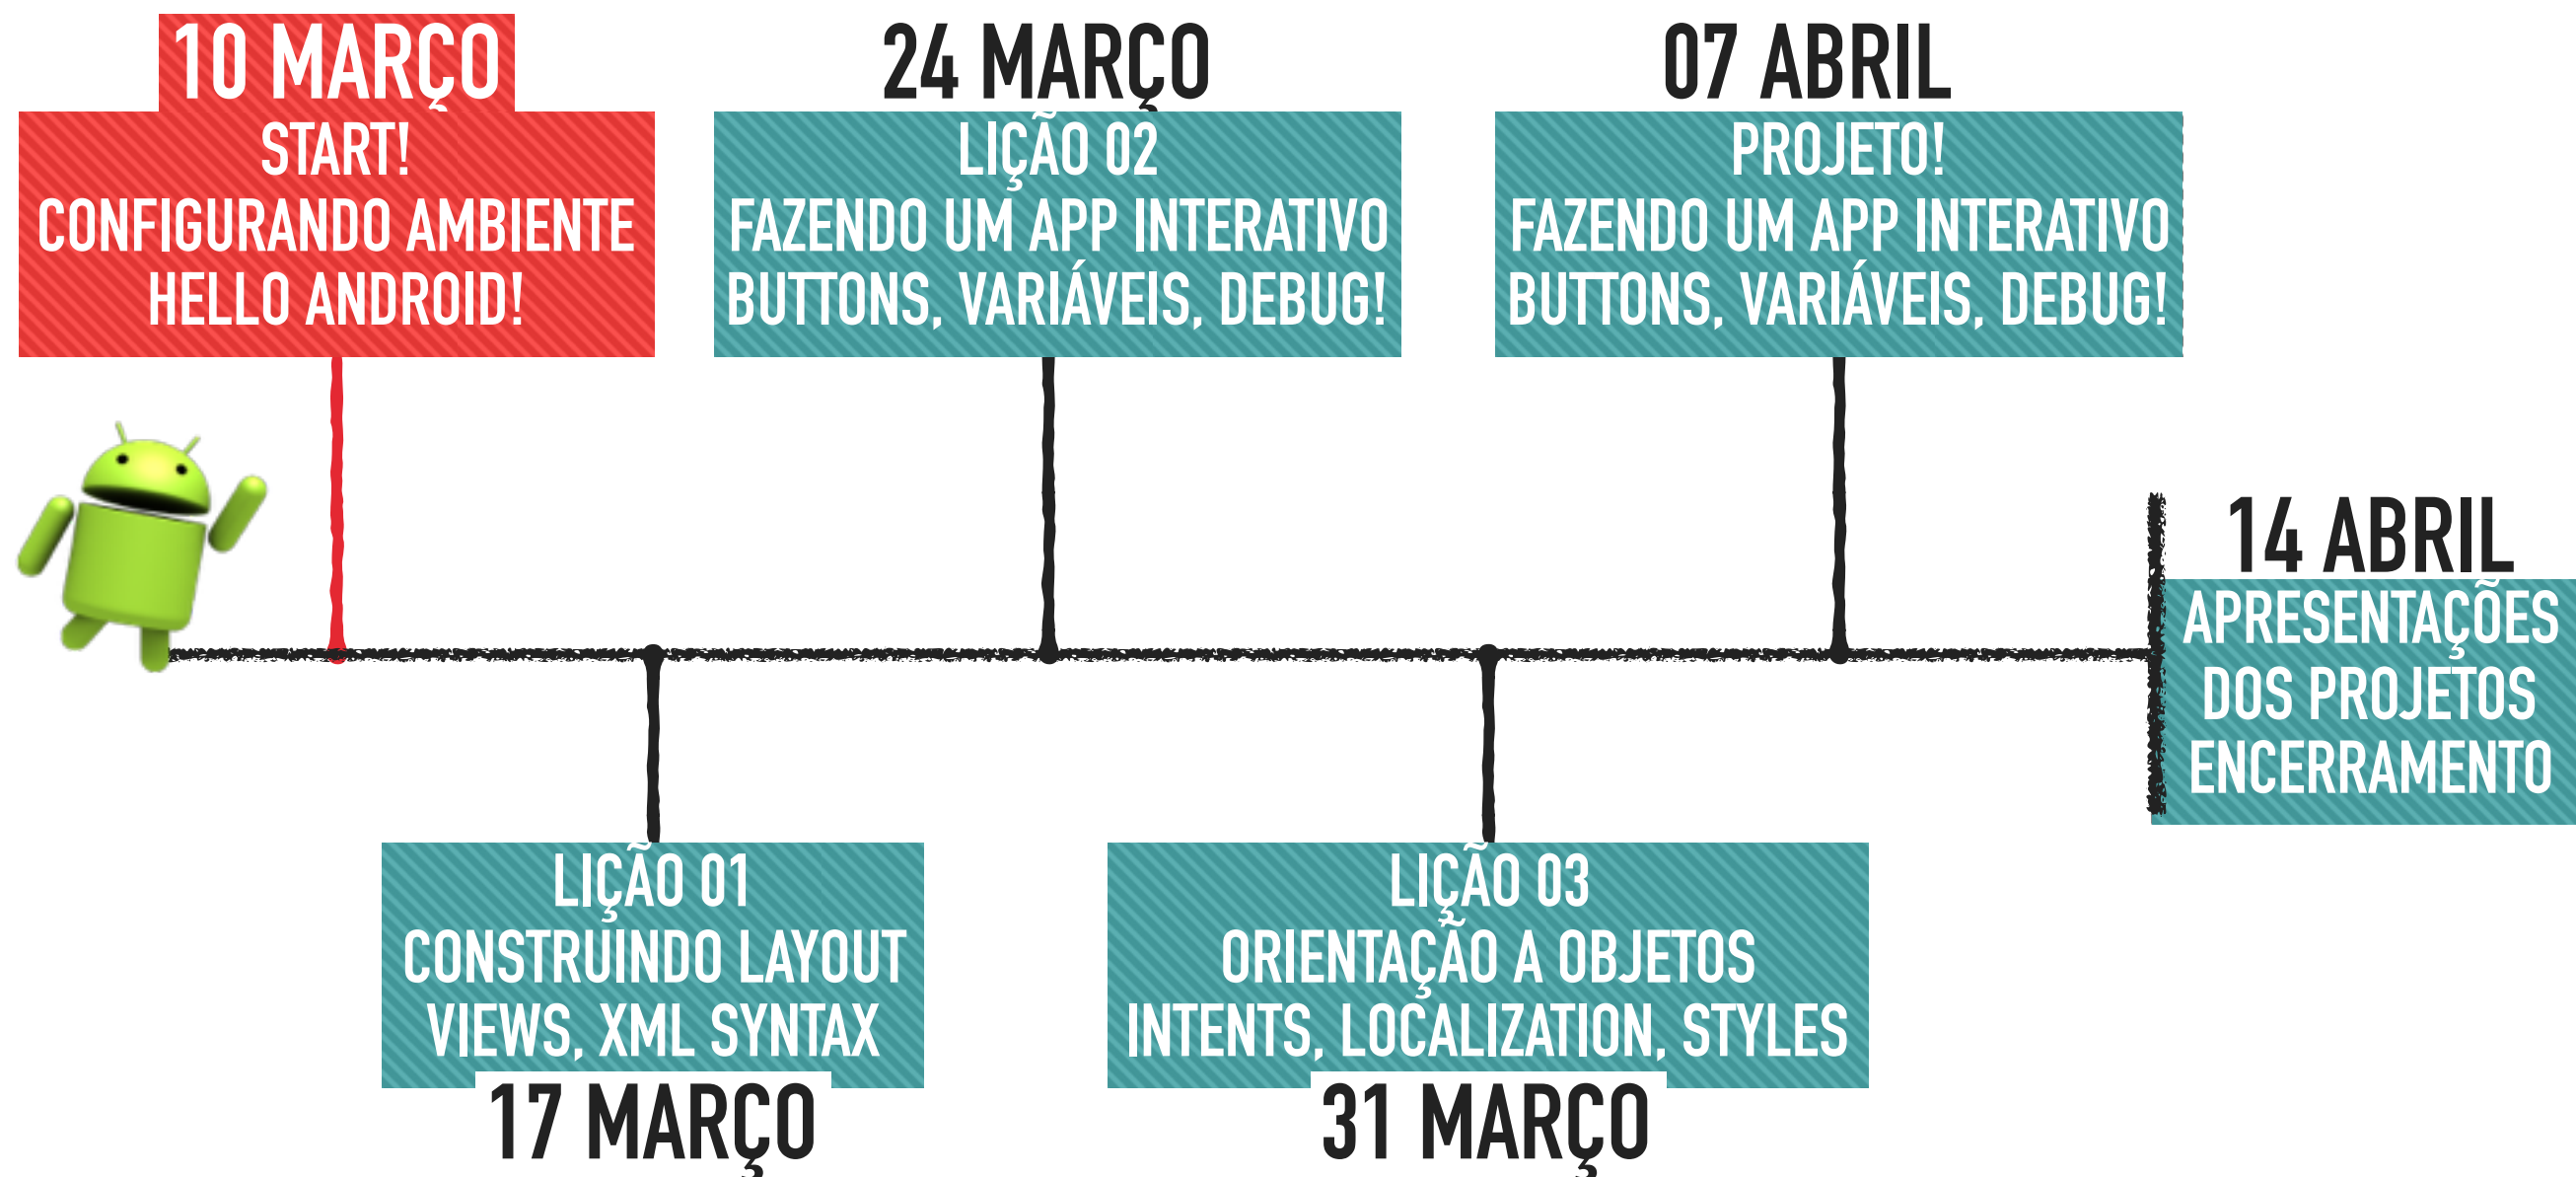 10 MARÇO
START!
CONFIGURANDO AMBIENTE
HELLO ANDROID!
24 MARÇO
LIÇÃO 02
FAZENDO UM APP INTERATIVO
BUTTONS, VARIÁVEIS, DEBUG!
07 ABRIL
PROJETO!
FAZENDO UM APP INTERATIVO
BUTTONS, VARIÁVEIS, DEBUG!
14 ABRIL
APRESENTAÇÕES
DOS PROJETOS
ENCERRAMENTO
LIÇÃO 01
CONSTRUINDO LAYOUT
VIEWS, XML SYNTAX
17 MARÇO
LIÇÃO 03
ORIENTAÇÃO A OBJETOS
INTENTS, LOCALIZATION, STYLES
31 MARÇO